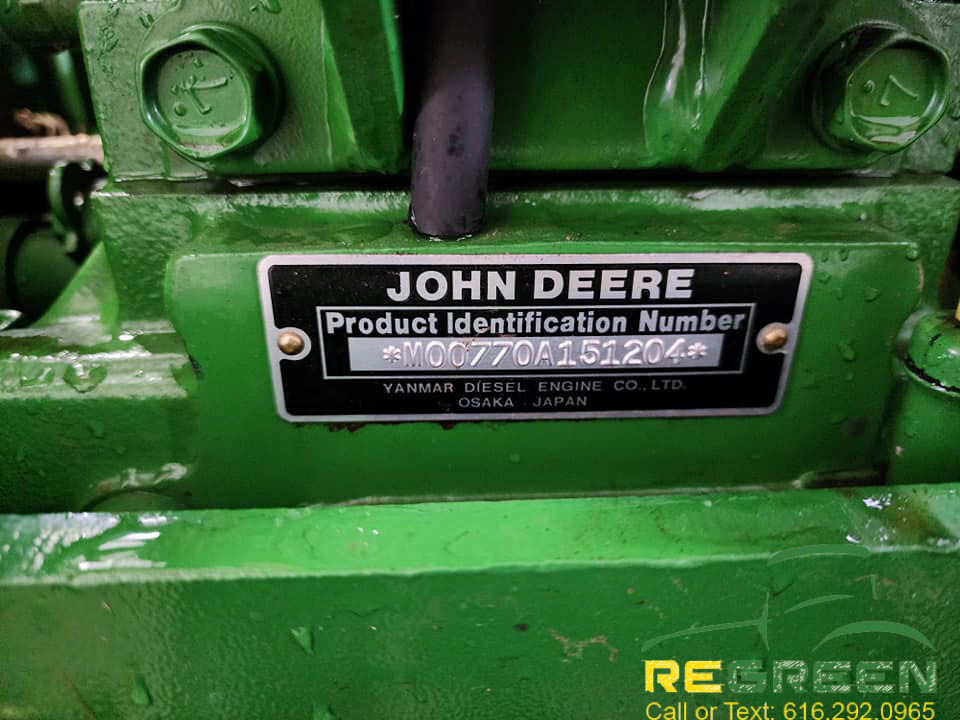 JOHN DEERE
Product Identification Number
*M00770A151204*
YANMAR DIESEL ENGINE CO., LTD.
OSAKA · JAPAN
REGREEN
Call or Text: 616.292.0965